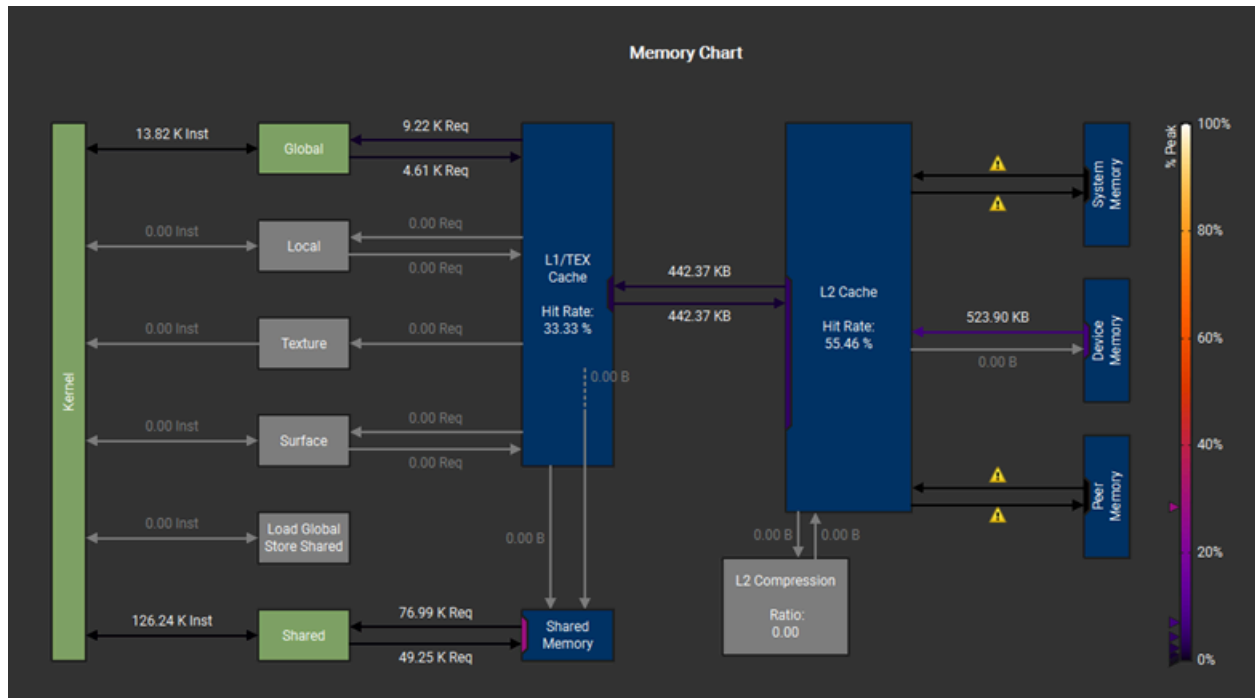 Memory Chart
Kernel
13.82 K Inst
Global
9.22 K Req
4.61 K Req
0.00 Inst
Local
0.00 Req
0.00 Req
0.00 Inst
Texture
0.00 Req
0.00 Inst
Surface
0.00 Req
0.00 Req
0.00 Inst
Load Global
Store Shared
126.24 K Inst
Shared
76.99 K Req
49.25 K Req
L1/TEX
Cache
Hit Rate:
33.33 %
0.00 B
0.00 B
Shared
Memory
442.37 KB
442.37 KB
L2 Cache
Hit Rate:
55.46 %
0.00 B
0.00 B
L2 Compression
Ratio:
0.00
System
Memory
523.90 KB
0.00 B
Device
Memory
Peer
Memory
% Peak
100%
80%
60%
40%
20%
0%